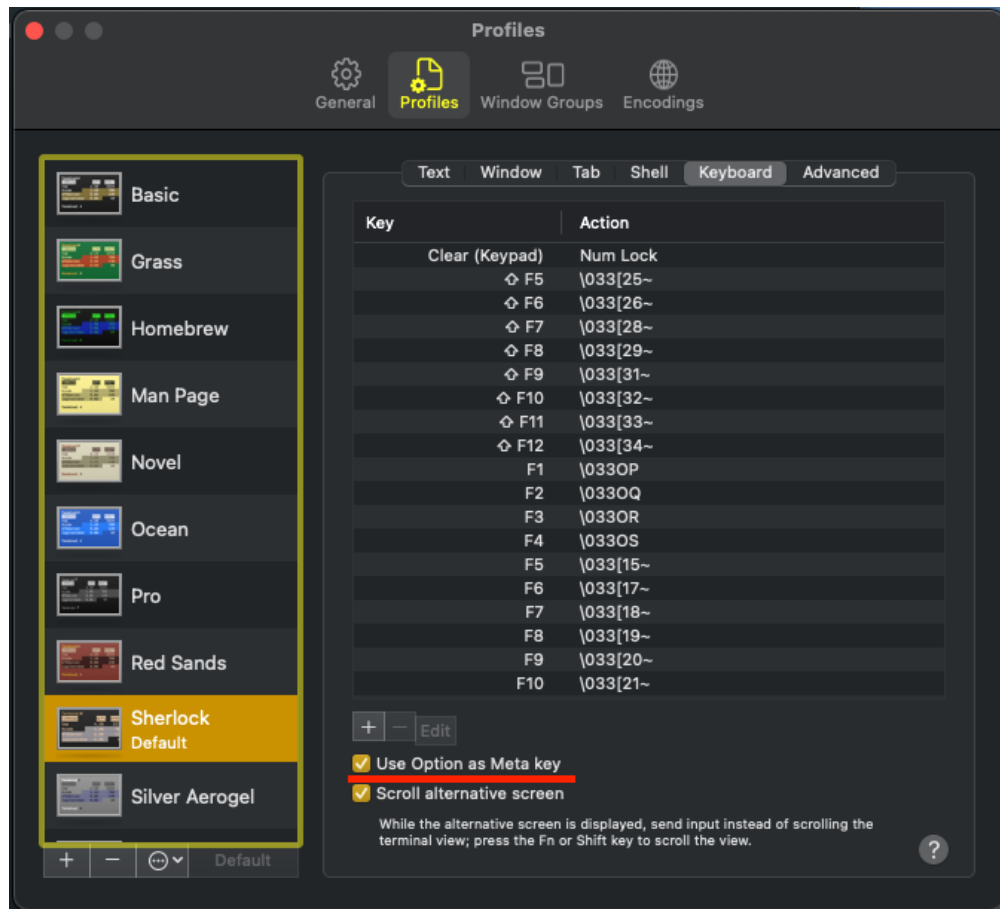 Profiles
General
Profiles
Window Groups
Encodings
Basic
Grass
Homebrew
Man Page
Novel
Ocean
Pro
Red Sands
Sherlock
Default
Silver Aerogel
Default
Text Window Tab Shell Keyboard Advanced
Key Action
Clear (Keypad) Num Lock
⇧ F5 \033[25~
⇧ F6 \033[26~
⇧ F7 \033[28~
⇧ F8 \033[29~
⇧ F9 \033[31~
⇧ F10 \033[32~
⇧ F11 \033[33~
⇧ F12 \033[34~
F1 \033OP
F2 \033OQ
F3 \033OR
F4 \033OS
F5 \033[15~
F6 \033[17~
F7 \033[18~
F8 \033[19~
F9 \033[20~
F10 \033[21~
+ − Edit
Use Option as Meta key
Scroll alternative screen
While the alternative screen is displayed, send input instead of scrolling the
terminal view; press the Fn or Shift key to scroll the view.
?